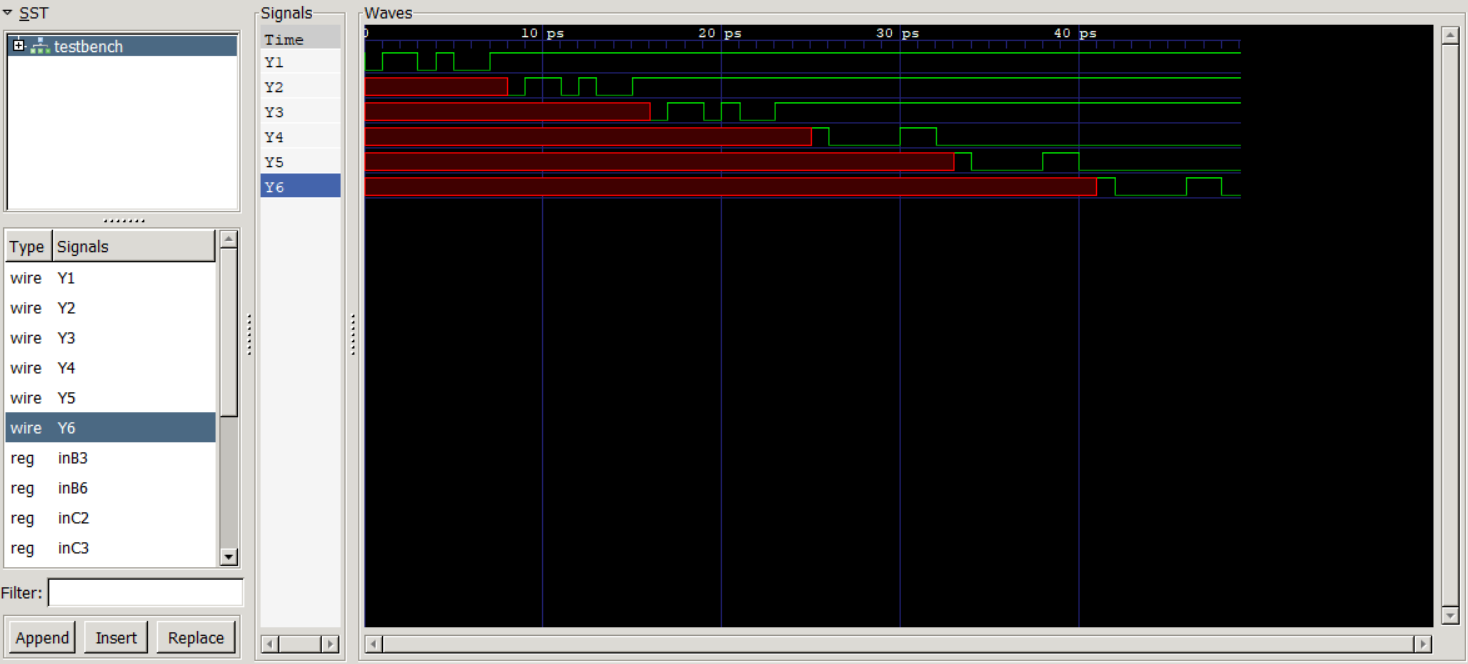 SST
testbench
Type Signals
wire Y1
wire Y2
wire Y3
wire Y4
wire Y5
wire Y6
reg inB3
reg inB6
reg inC2
reg inC3
Filter:
Append Insert Replace
Signals
Time
Y1
Y2
Y3
Y4
Y5
Y6
Waves
0 10 ps 20 ps 30 ps 40 ps